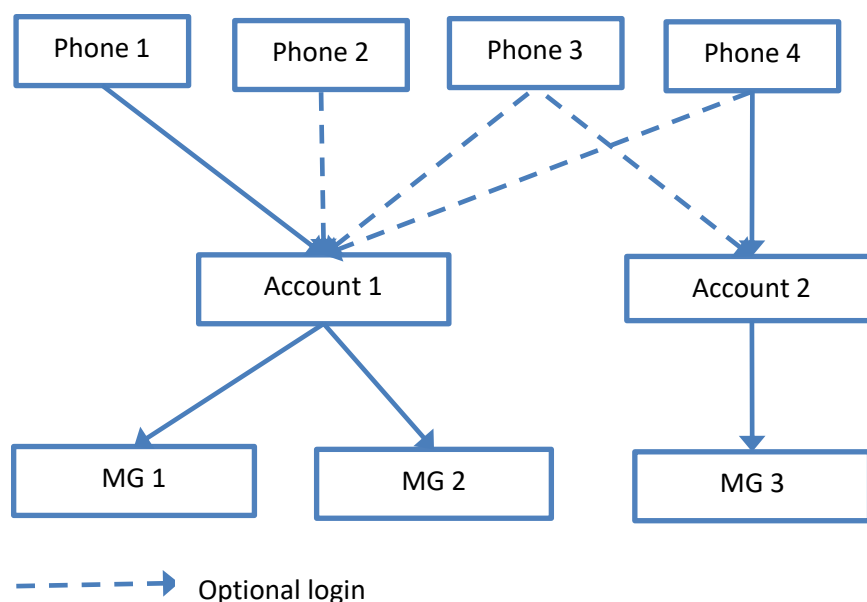 Phone 1
Phone 2
Phone 3
Phone 4
Account 1
Account 2
MG 1
MG 2
MG 3
Optional login